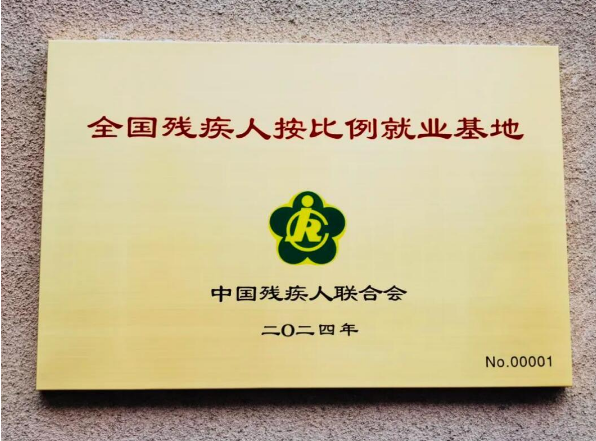 全国残疾人按比例就业基地
中国残疾人联合会
二〇二四年
No.00001